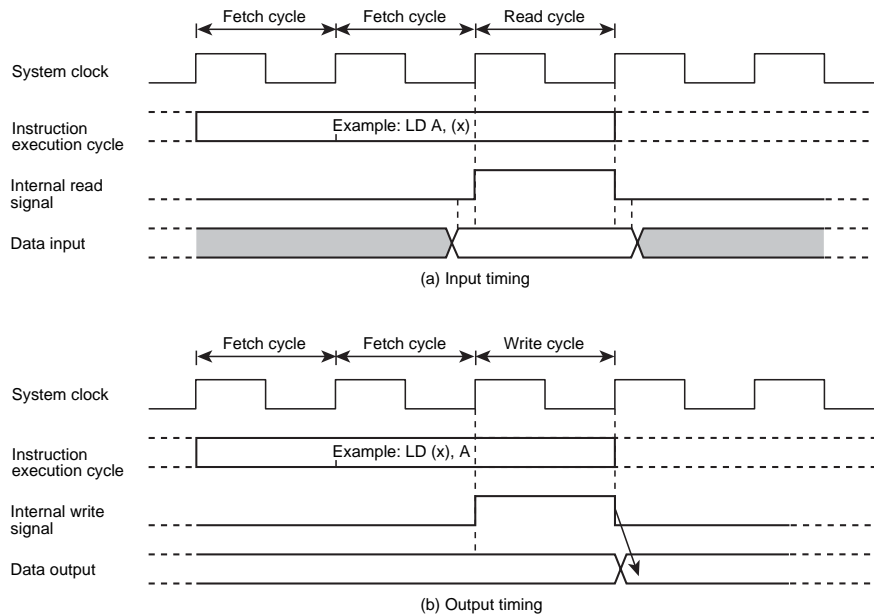 Fetch cycle Fetch cycle Read cycle
System clock
Instruction
execution cycle
Example: LD A, (x)
Internal read
signal
Data input
(a) Input timing
Fetch cycle Fetch cycle Write cycle
System clock
Instruction
execution cycle
Example: LD (x), A
Internal write
signal
Data output
(b) Output timing